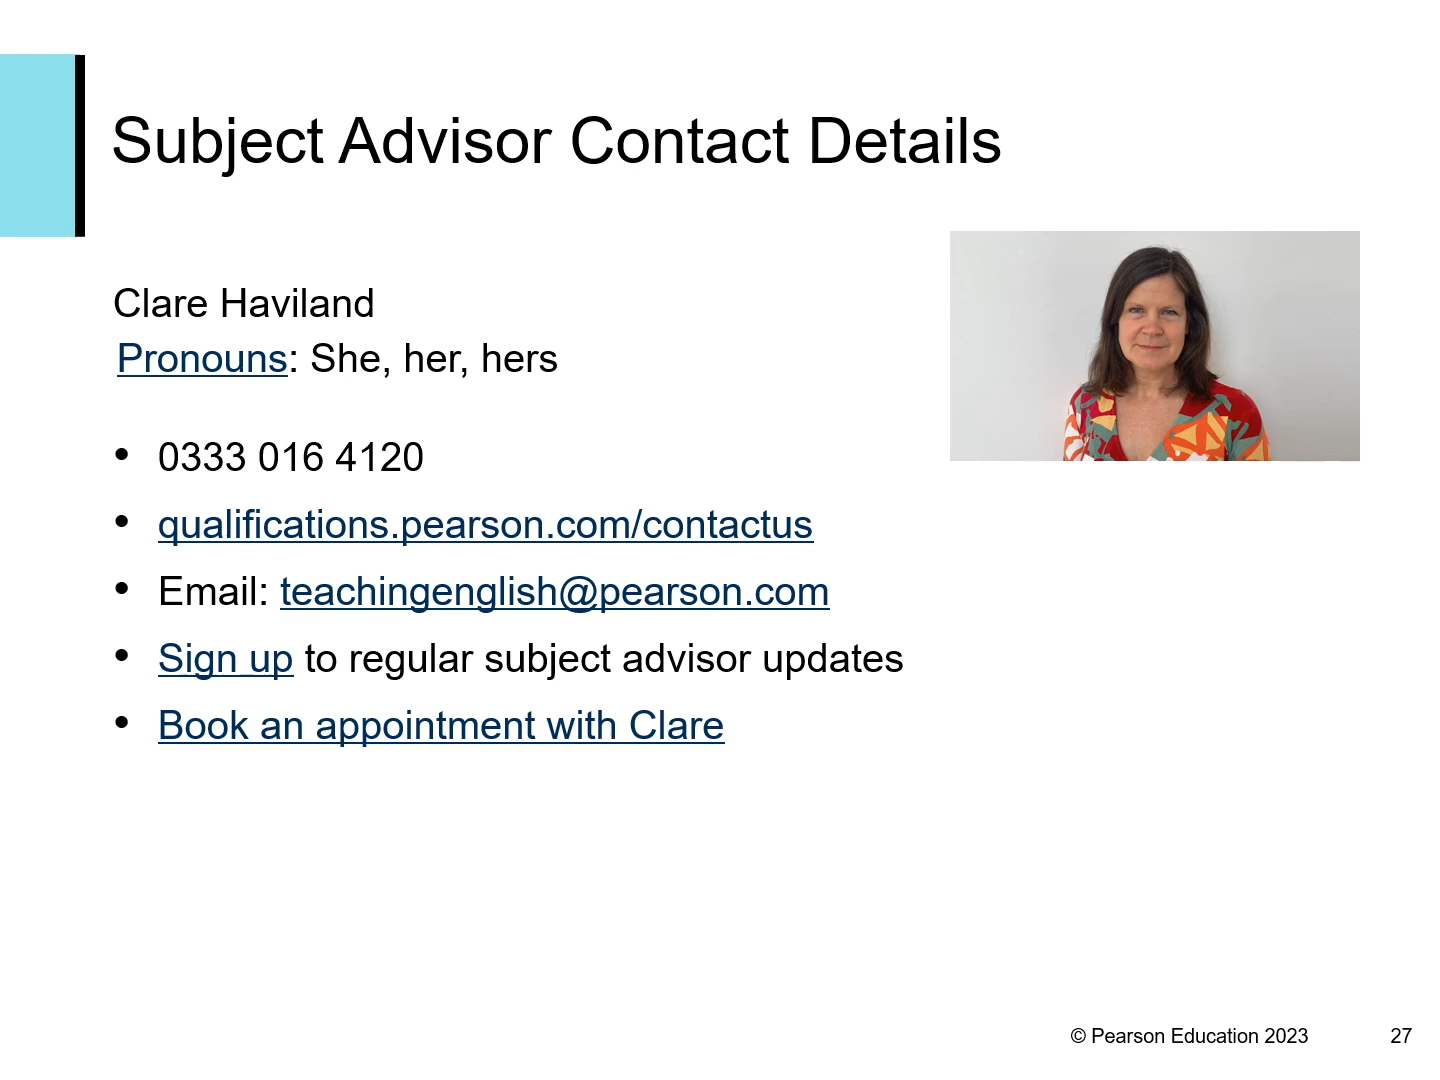 Subject Advisor Contact Details
Clare Haviland
Pronouns: She, her, hers
• 0333 016 4120
• qualifications.pearson.com/contactus
• Email: teachingenglish@pearson.com
• Sign up to regular subject advisor updates
• Book an appointment with Clare
© Pearson Education 2023 27